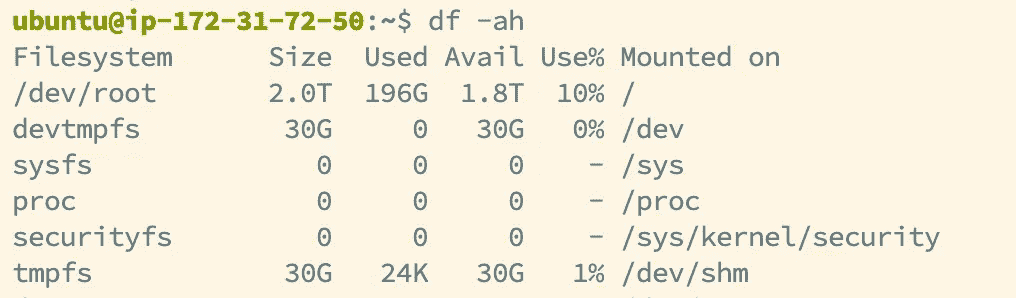 ubuntu@ip-172-31-72-50:~$ df -ah
Filesystem      Size  Used Avail Use% Mounted on
/dev/root       2.0T  196G  1.8T  10% /
devtmpfs         30G     0   30G   0% /dev
sysfs              0     0     0    - /sys
proc               0     0     0    - /proc
securityfs         0     0     0    - /sys/kernel/security
tmpfs            30G   24K   30G   1% /dev/shm